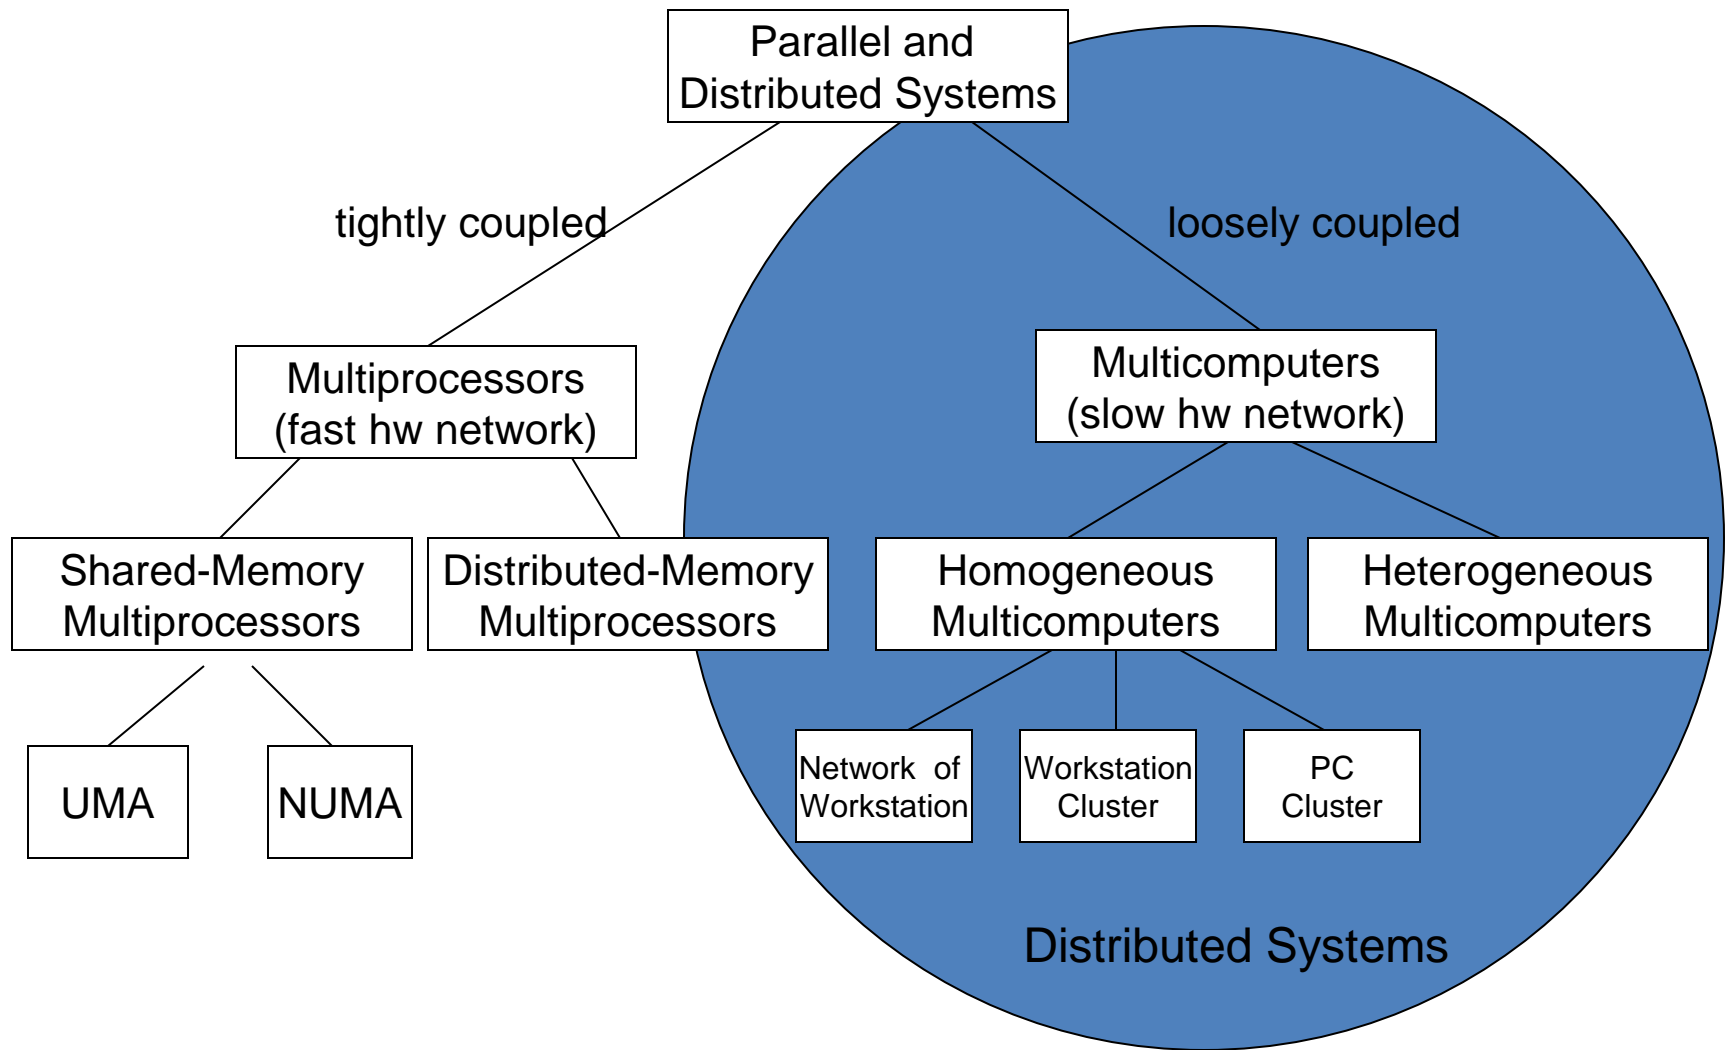 Parallel and
Distributed Systems
tightly coupled
loosely coupled
Multiprocessors
(fast hw network)
Multicomputers
(slow hw network)
Shared-Memory
Multiprocessors
Distributed-Memory
Multiprocessors
Homogeneous
Multicomputers
Heterogeneous
Multicomputers
UMA
NUMA
Network of
Workstation
Workstation
Cluster
PC
Cluster
Distributed Systems